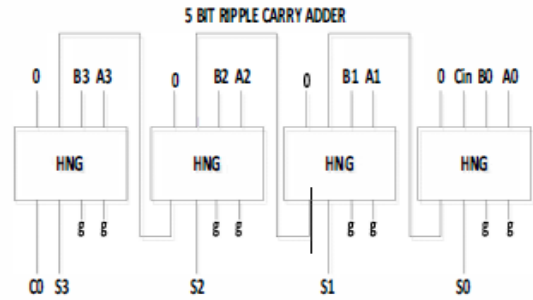 5 BIT RIPPLE CARRY ADDER
0 B3 A3 0 B2 A2 0 B1 A1 0 Cin B0 A0
HNG HNG HNG HNG
g g g g g g g g
C0 S3 S2 S1 S0